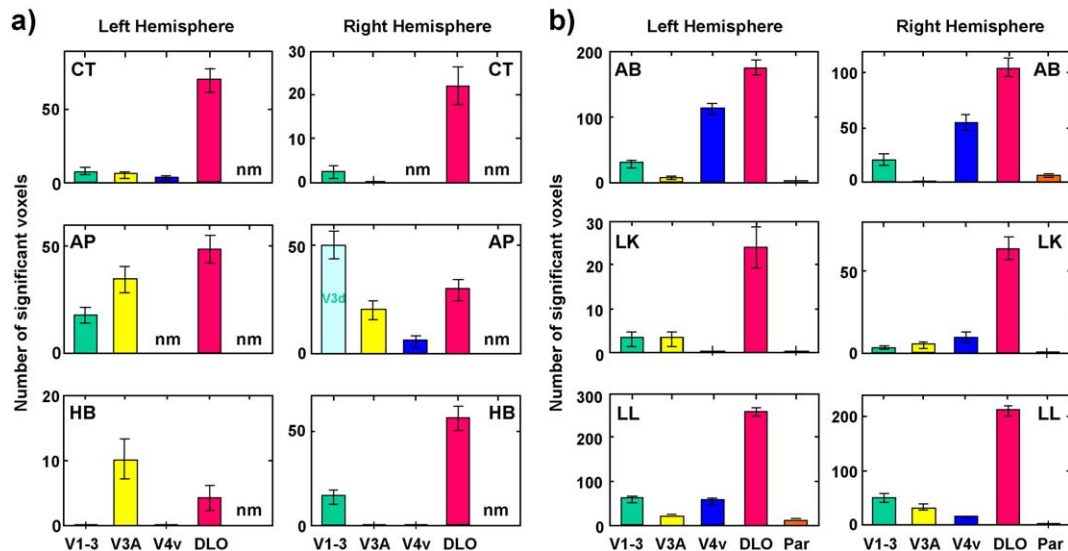 a)
Left Hemisphere
Right Hemisphere
Number of significant voxels
CT
50
0
nm
CT
30
20
10
0
nm
nm
AP
50
0
nm
nm
AP
50
0
V3d
nm
HB
20
10
0
nm
V1-3 V3A V4v DLO
HB
50
0
nm
V1-3 V3A V4v DLO
b)
Left Hemisphere
Right Hemisphere
Number of significant voxels
AB
200
100
0
AB
100
50
0
LK
30
20
10
0
LK
50
0
LL
300
200
100
0
V1-3 V3A V4v DLO Par
LL
200
100
0
V1-3 V3A V4v DLO Par